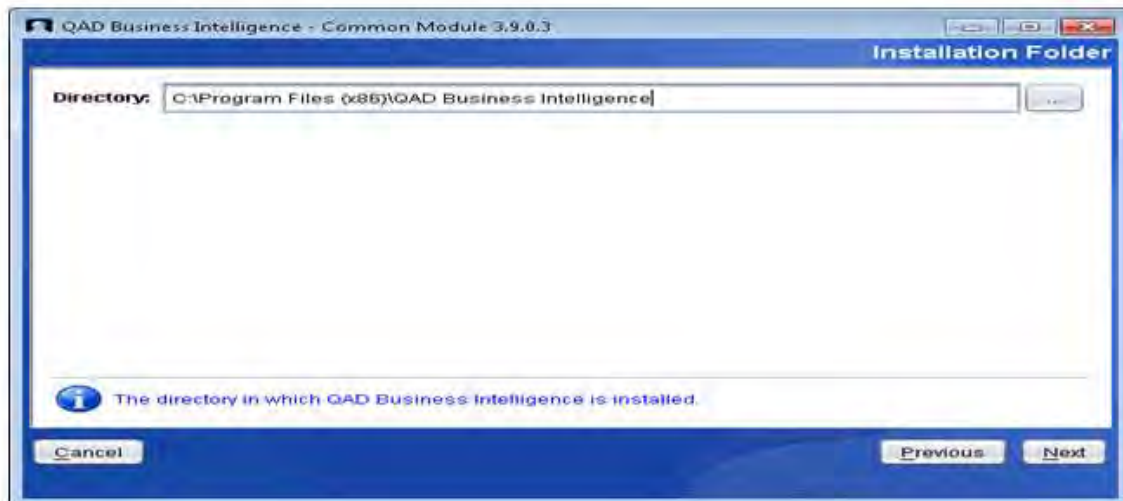 QAD Business Intelligence - Common Module 3.9.0.3
Installation Folder
Directory: C:\Program Files (x86)\QAD Business Intelligence
...
The directory in which QAD Business Intelligence is installed.
Cancel Previous Next